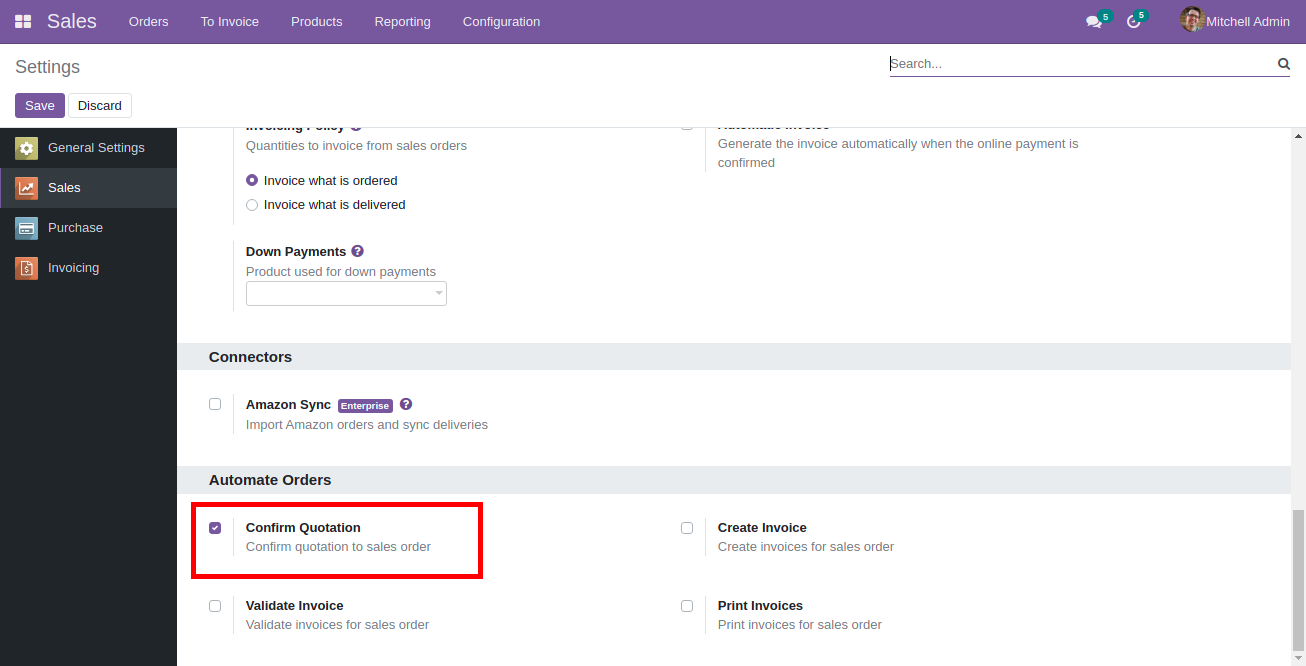 Sales Orders To Invoice Products Reporting Configuration 5 5 Mitchell Admin
Settings Search...
Save Discard
General Settings
Sales
Purchase
Invoicing
Invoicing Policy ?
Quantities to invoice from sales orders
Invoice what is ordered
Invoice what is delivered
Automatic Invoice
Generate the invoice automatically when the online payment is
confirmed
Down Payments ?
Product used for down payments
Connectors
Amazon Sync Enterprise ?
Import Amazon orders and sync deliveries
Automate Orders
Confirm Quotation
Confirm quotation to sales order
Create Invoice
Create invoices for sales order
Validate Invoice
Validate invoices for sales order
Print Invoices
Print invoices for sales order